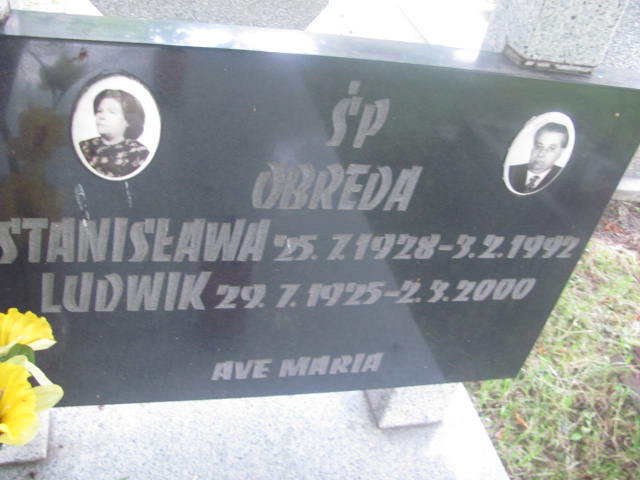 ŚP
OBREDA
STANISŁAWA 25.7.1928-3.2.1992
LUDWIK 29.7.1925-2.3.2000
AVE MARIA